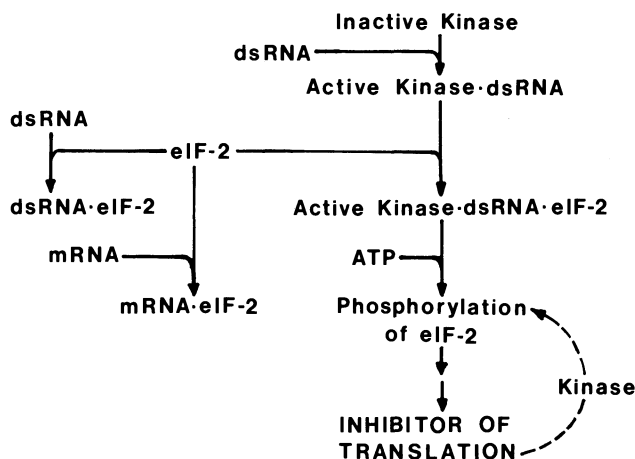 Inactive Kinase
dsRNA
Active Kinase·dsRNA
dsRNA
eIF-2
dsRNA·eIF-2
Active Kinase·dsRNA·eIF-2
mRNA
ATP
mRNA·eIF-2
Phosphorylation
of eIF-2
Kinase
INHIBITOR OF
TRANSLATION